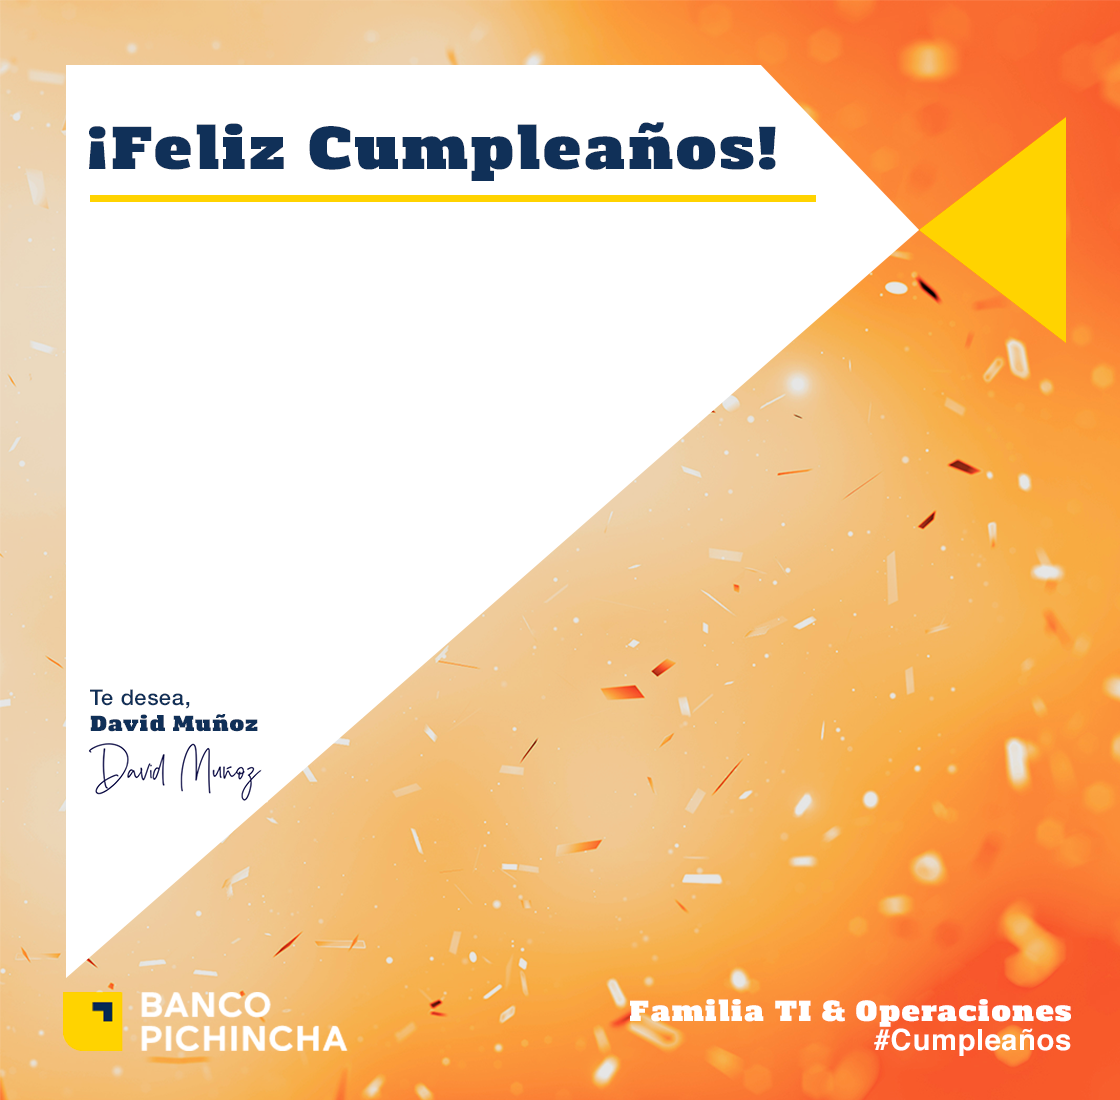 ¡Feliz Cumpleaños!
Te desea,
David Muñoz
David Muñoz
BANCO
PICHINCHA
Familia TI & Operaciones
#Cumpleaños